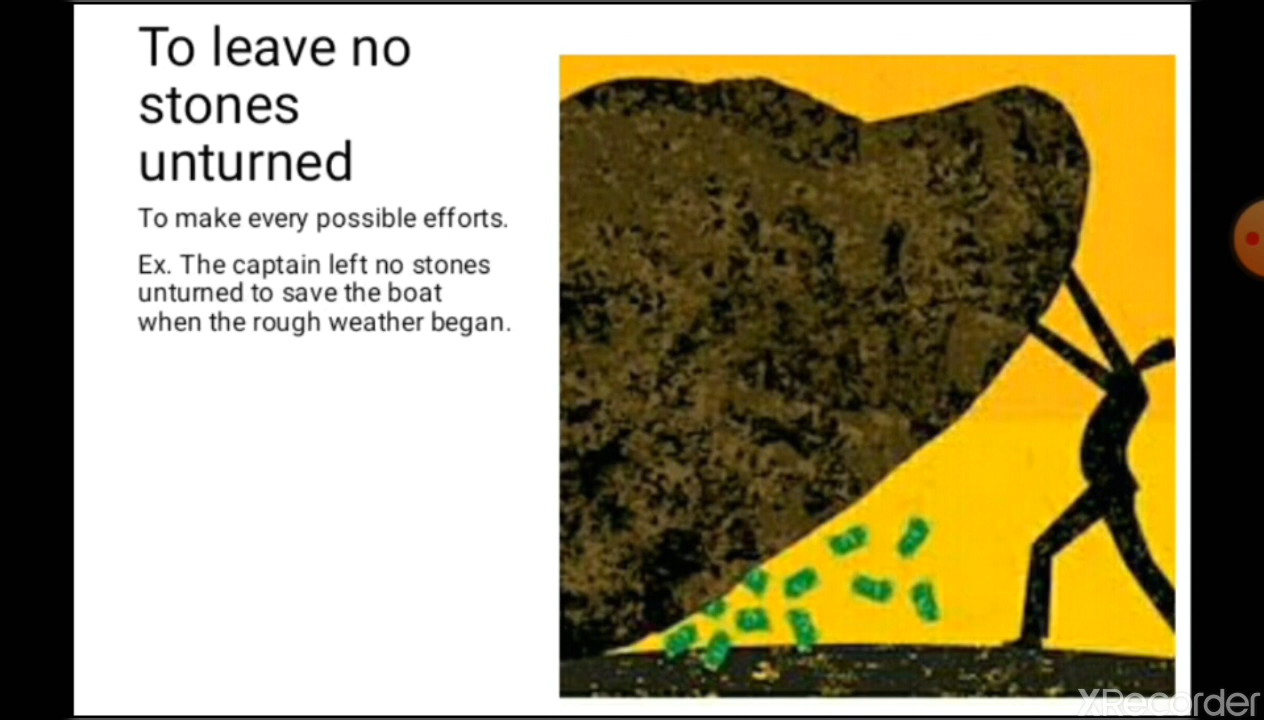 To leave no
stones
unturned
To make every possible efforts.
Ex. The captain left no stones
unturned to save the boat
when the rough weather began.
XRecorder